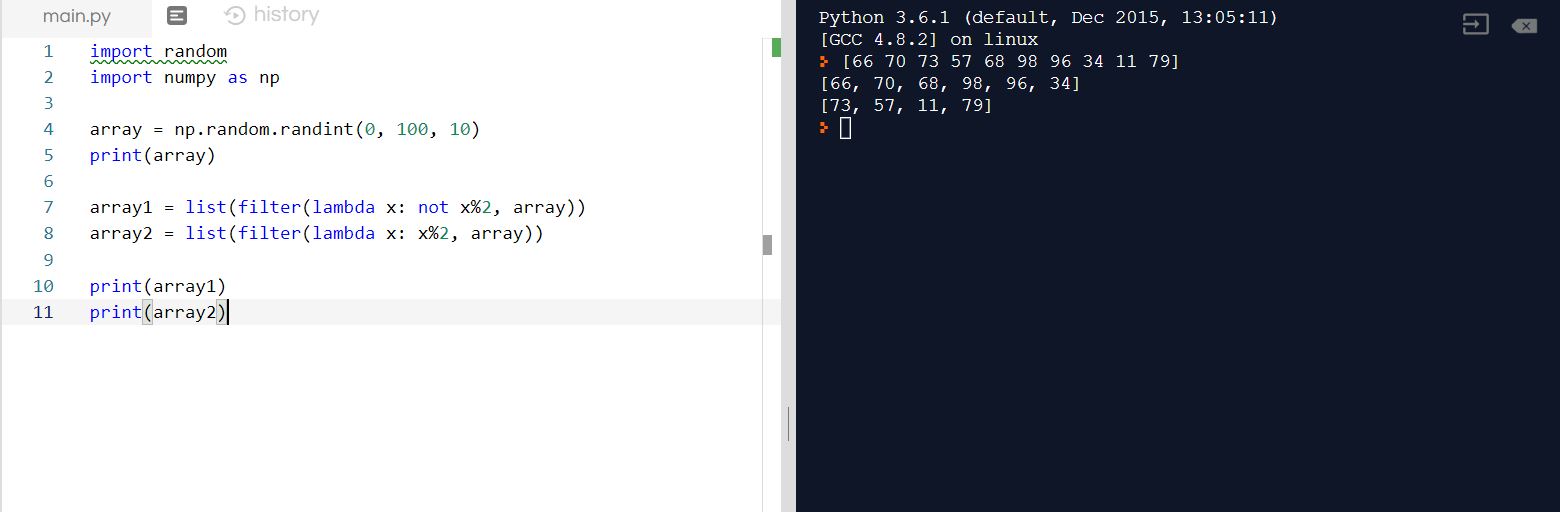 main.py history
1 import random
2 import numpy as np
3
4 array = np.random.randint(0, 100, 10)
5 print(array)
6
7 array1 = list(filter(lambda x: not x%2, array))
8 array2 = list(filter(lambda x: x%2, array))
9
10 print(array1)
11 print(array2)
Python 3.6.1 (default, Dec 2015, 13:05:11)
[GCC 4.8.2] on linux
[66 70 73 57 68 98 96 34 11 79]
[66, 70, 68, 98, 96, 34]
[73, 57, 11, 79]